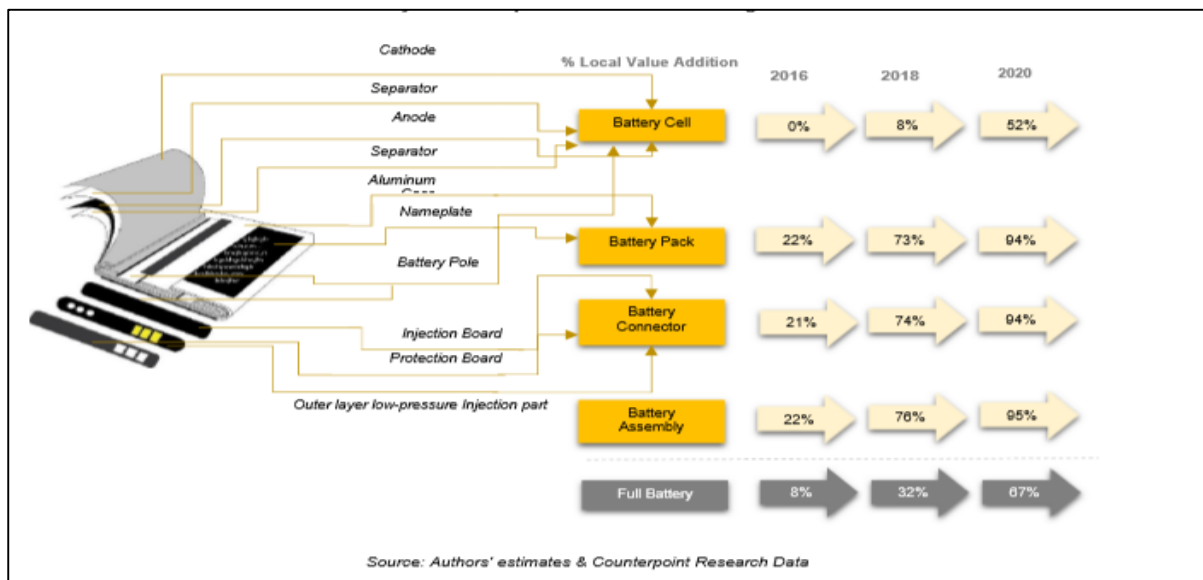 Cathode
% Local Value Addition
2016
2018
2020
Separator
Anode
Battery Cell
0%
8%
52%
Separator
Aluminum
Nameplate
Battery Pack
22%
73%
94%
Battery Pole
Battery
Connector
21%
74%
94%
Injection Board
Protection Board
Outer layer low-pressure Injection part
Battery
Assembly
22%
76%
95%
Full Battery
8%
32%
67%
Source: Authors' estimates & Counterpoint Research Data